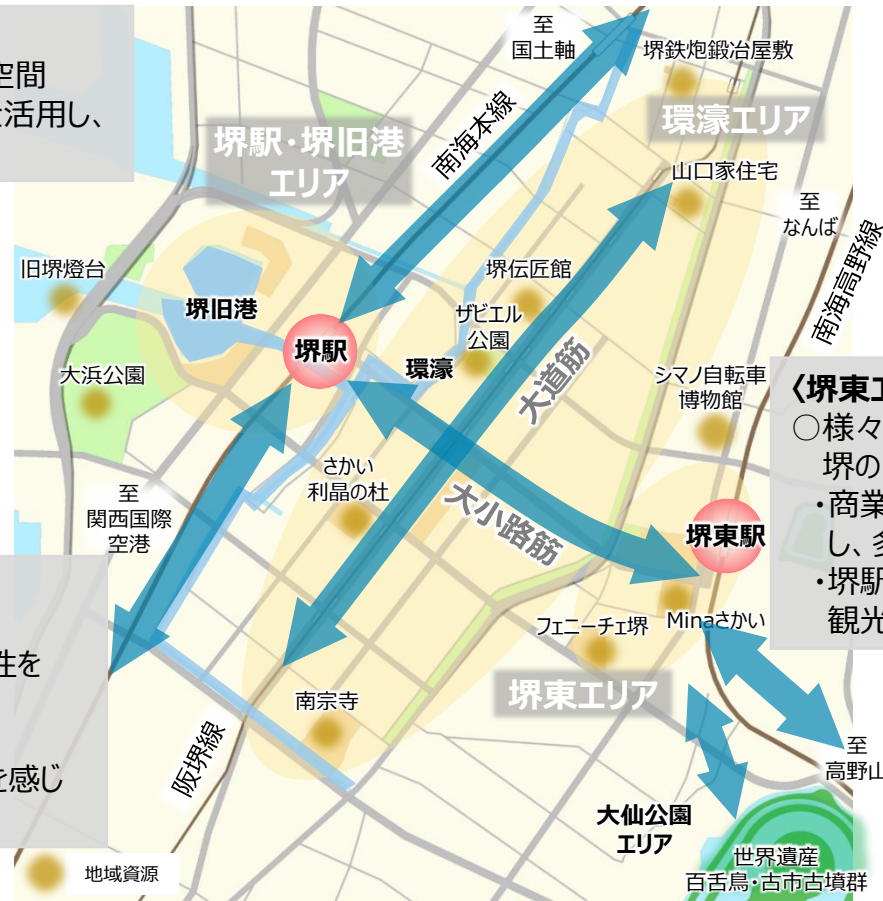 空間
活用し、
至
国土軸
堺鉄炮鍛冶屋敷
環濠エリア
堺駅・堺旧港
エリア
南海本線
山口家住宅
至
なんば
南海高野線
旧堺燈台
堺旧港
堺伝匠館
ザビエル
公園
堺駅
環濠
大道筋
大浜公園
シマノ自転車
博物館
〈堺東エ
○様々
堺の
・商業
し、多
・堺駅
観光
至
関西国際
空港
さかい
利晶の杜
大小路筋
堺東駅
性を
を感じ
フェニーチェ堺
Minaさかい
堺東エリア
南宗寺
阪堺線
至
高野山
大仙公園
エリア
世界遺産
百舌鳥・古市古墳群
地域資源